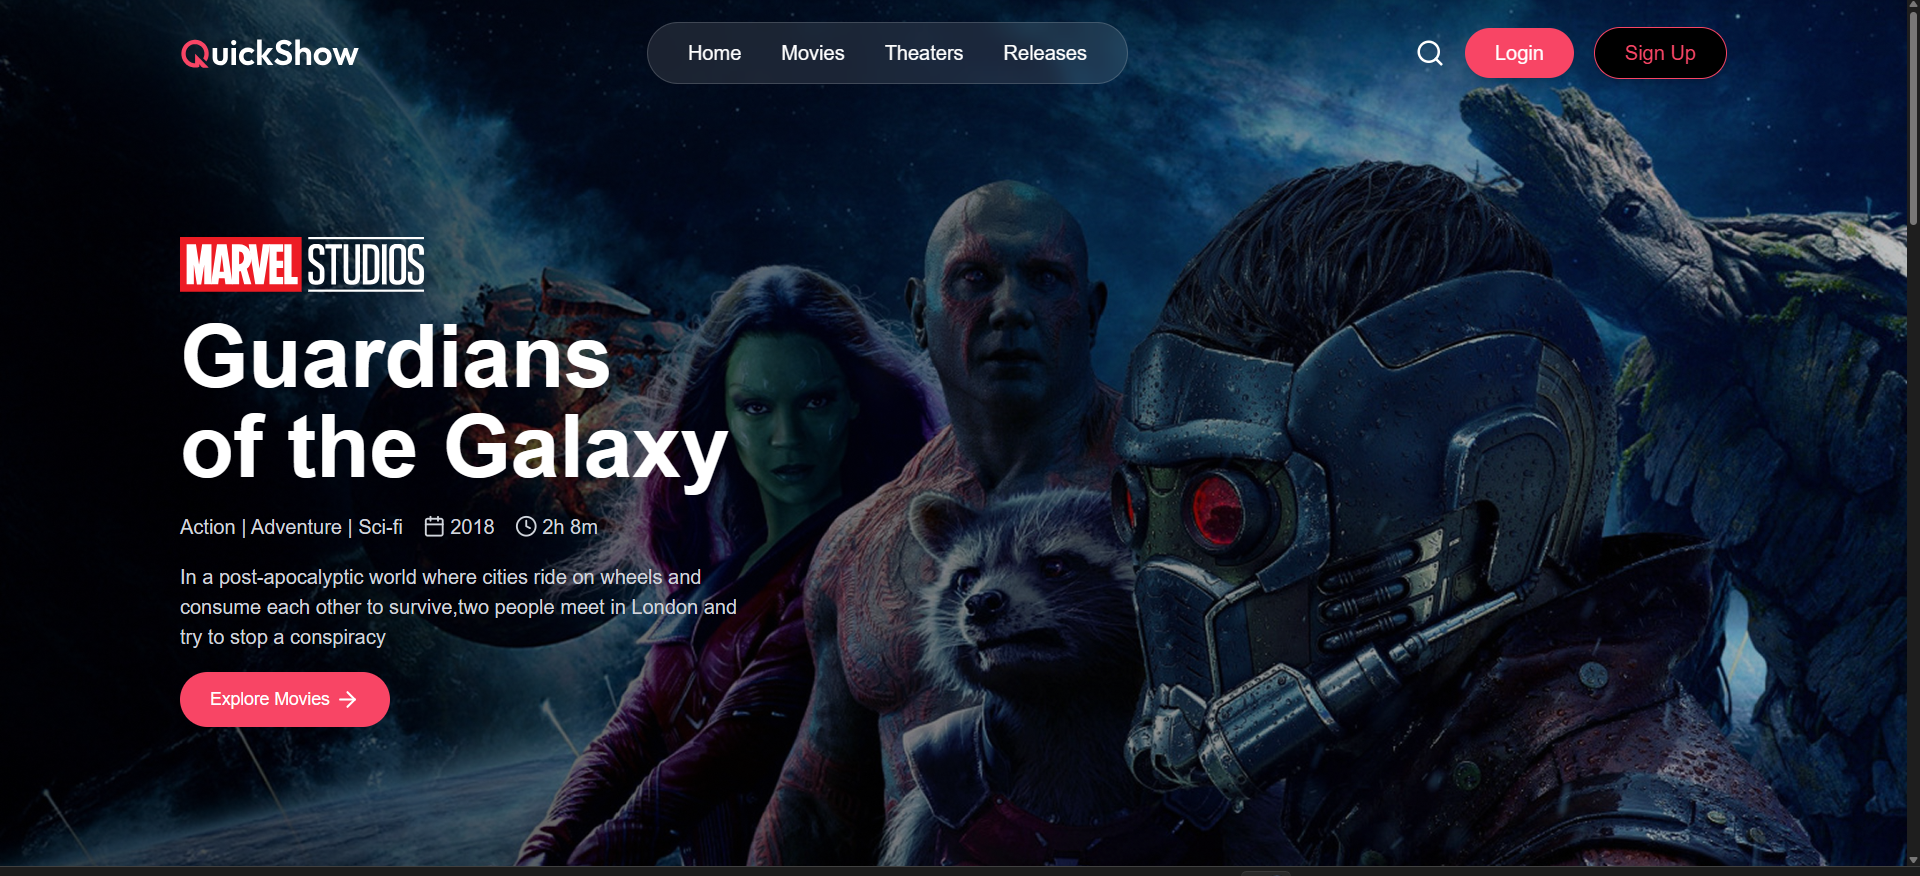 QuickShow
Home Movies Theaters Releases
Login Sign Up
MARVEL STUDIOS
Guardians
of the Galaxy
Action | Adventure | Sci-fi 2018 2h 8m
In a post-apocalyptic world where cities ride on wheels and
consume each other to survive,two people meet in London and
try to stop a conspiracy
Explore Movies